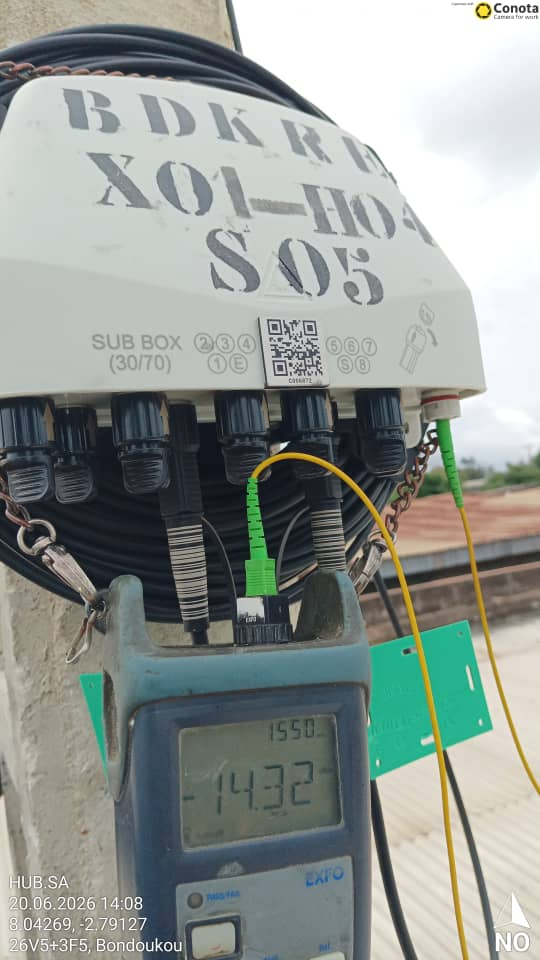 Conota
Camera for work
BDKRE
X01-H04
S05
SUB BOX
(30/70)
2 3 4
1 E
5 6 7
S 8
EXFO
1550
-14.32
EXFO
HUB.SA
20.06.2026 14:08
8.04269, -2.79127
26V5+3F5, Bondoukou
NO